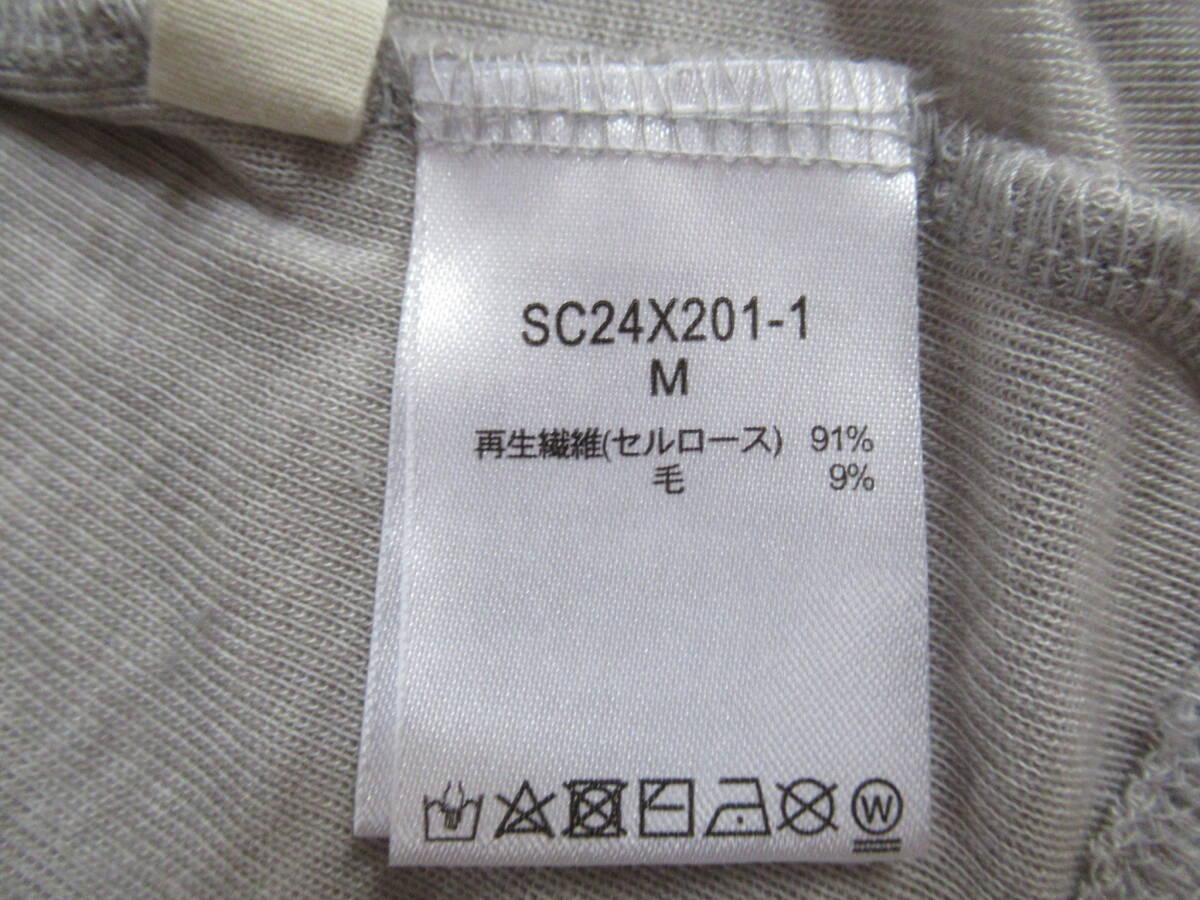 SC24X201-1
M
再生繊維(セルロース) 91%
毛 9%
W